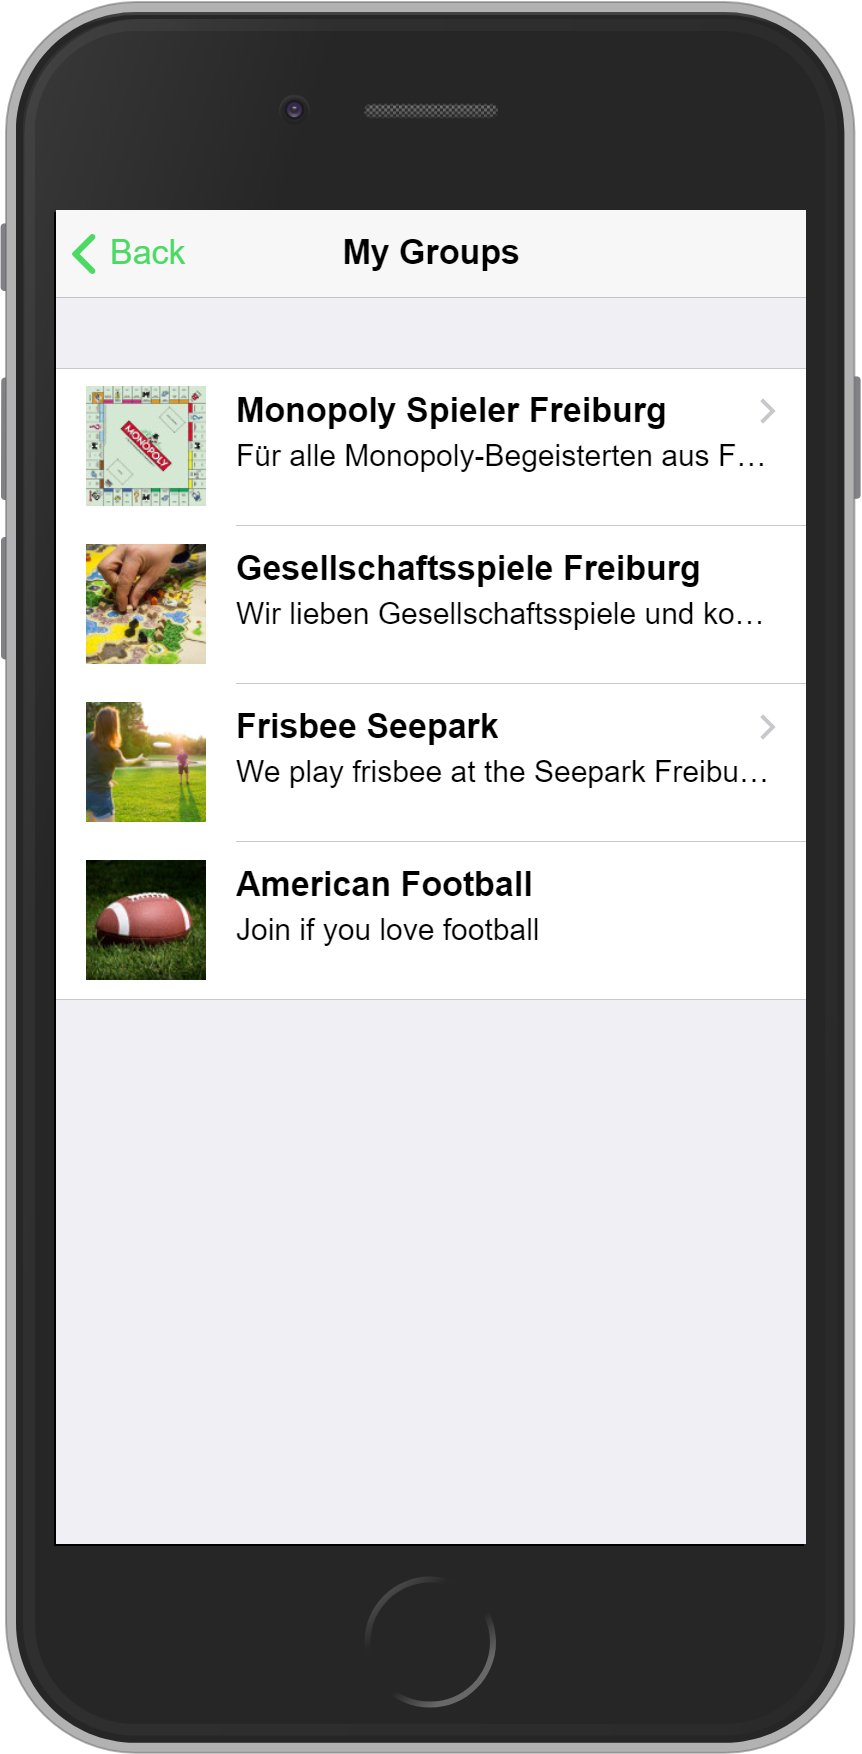 Back
My Groups
MONOPOLY
Monopoly Spieler Freiburg
Für alle Monopoly-Begeisterten aus F…
Gesellschaftsspiele Freiburg
Wir lieben Gesellschaftsspiele und ko…
Frisbee Seepark
We play frisbee at the Seepark Freibu…
American Football
Join if you love football